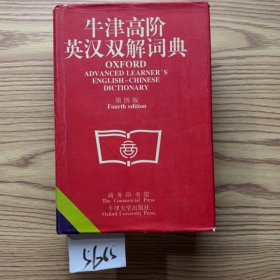 牛津高阶
英汉双解词典
OXFORD
ADVANCED LEARNER'S
ENGLISH-CHINESE
DICTIONARY
第四版
Fourth edition
商务印书馆
The Commercial Press
牛津大学出版社
Oxford University Press